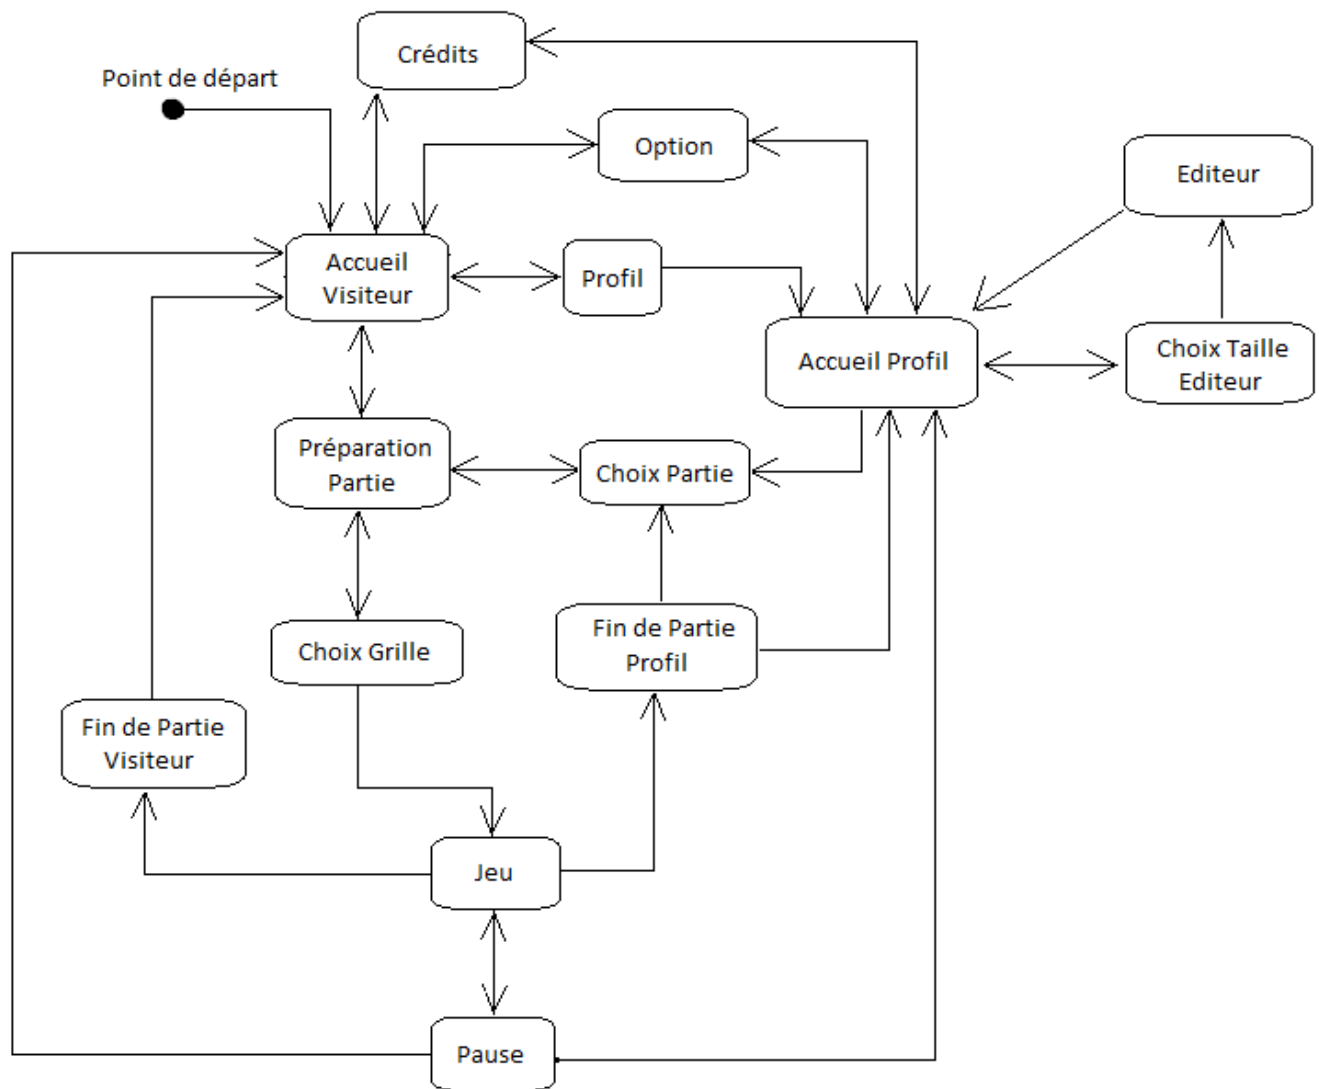 Crédits
Point de départ
Option
Editeur
Accueil
Visiteur
Profil
Accueil Profil
Choix Taille
Editeur
Préparation
Partie
Choix Partie
Choix Grille
Fin de Partie
Profil
Fin de Partie
Visiteur
Jeu
Pause